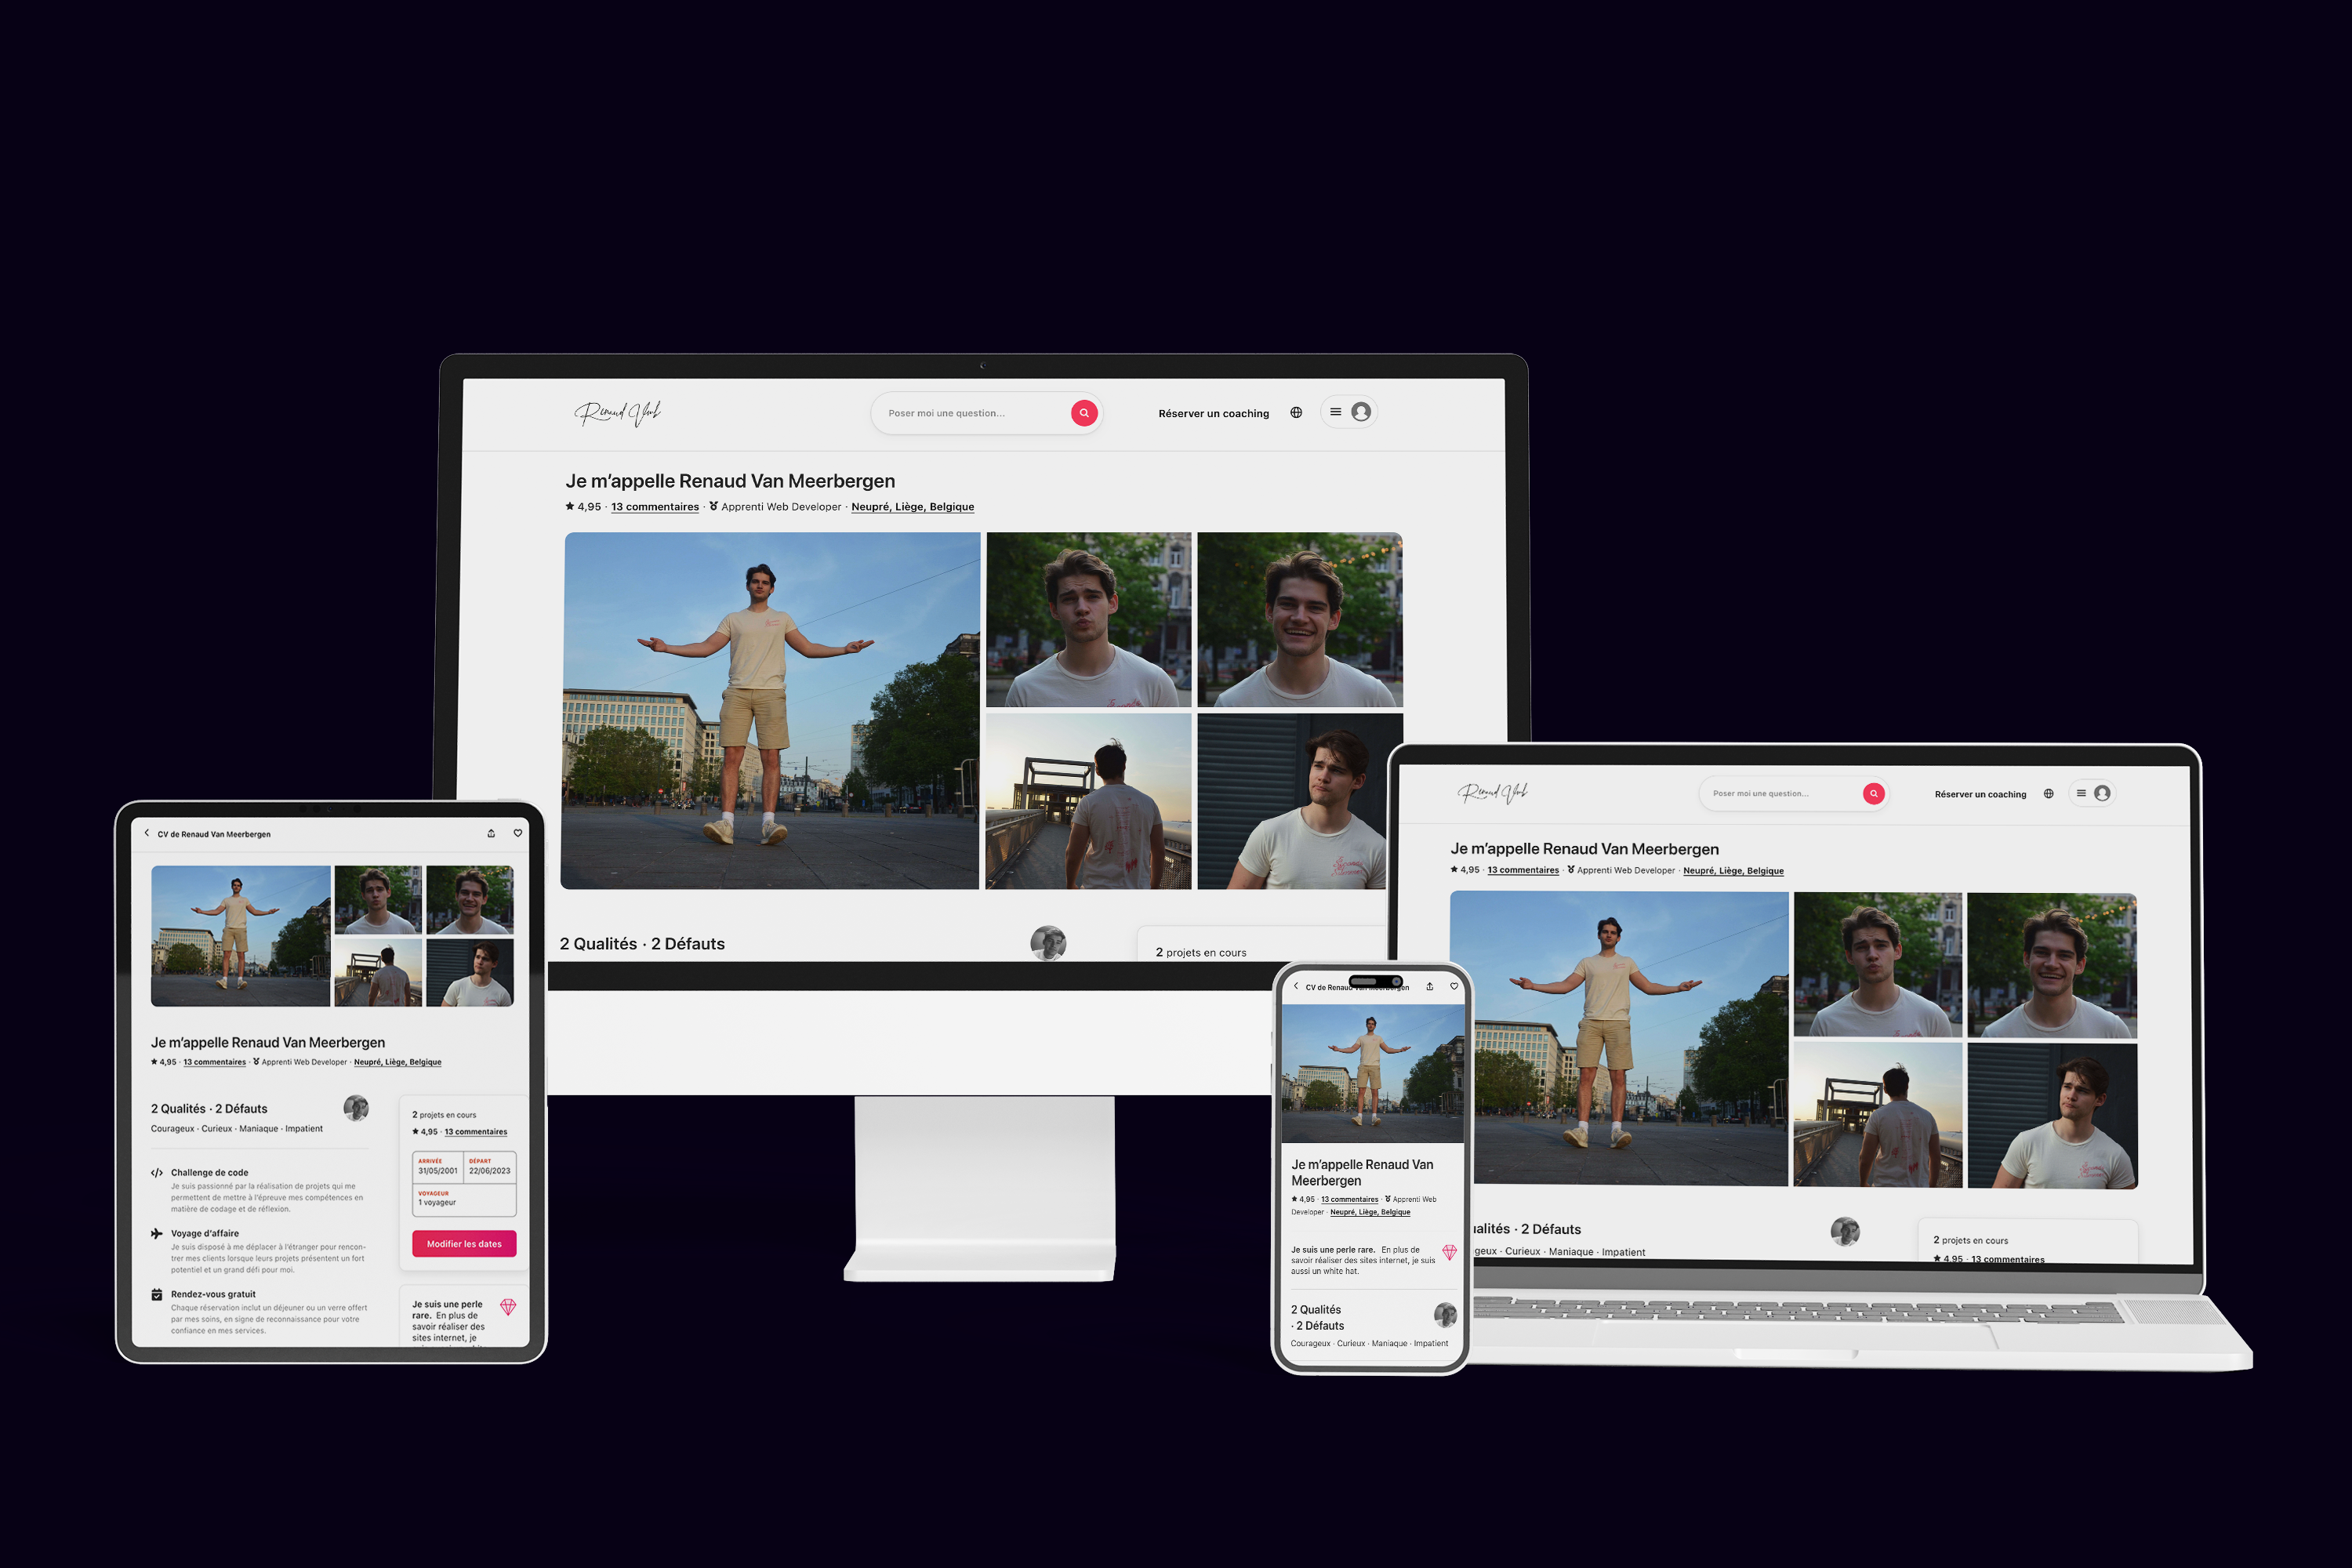 Renaud
Poser moi une question...
Réserver un coaching
Je m'appelle Renaud Van Meerbergen
4,95 · 13 commentaires · Apprenti Web Developer · Neupré, Liège, Belgique
2 Qualités · 2 Défauts
2 projets en cours
CV de Renaud Van Meerbergen
Je m'appelle Renaud Van Meerbergen
4,95 · 13 commentaires · Apprenti Web Developer · Neupré, Liège, Belgique
2 Qualités · 2 Défauts
Courageux · Curieux · Maniaque · Impatient
Challenge de code
Je suis passionné par la réalisation de projets qui me
permettent de mettre à l'épreuve mes compétences en
matière de codage et de réflexion.
Voyage d'affaire
Je suis disposé à me déplacer à l'étranger pour rencon-
trer mes clients lorsque leurs projets présentent un fort
potentiel et un grand défi pour moi.
Rendez-vous gratuit
Chaque réservation inclut un déjeuner ou un verre offert
par mes soins, en signe de reconnaissance pour votre
confiance en mes services.
2 projets en cours
4,95 · 13 commentaires
ARRIVÉE
31/05/2001
DÉPART
22/06/2023
VOYAGEUR
1 voyageur
Modifier les dates
Je suis une perle
rare. En plus de
savoir réaliser des
sites internet, je
CV de Renaud Van Meerbergen
Je m'appelle Renaud Van
Meerbergen
4,95 · 13 commentaires · Apprenti Web
Developer · Neupré, Liège, Belgique
Je suis une perle rare. En plus de
savoir réaliser des sites internet, je suis
aussi un white hat.
2 Qualités
· 2 Défauts
Courageux · Curieux · Maniaque · Impatient
Renaud
Poser moi une question...
Réserver un coaching
Je m'appelle Renaud Van Meerbergen
4,95 · 13 commentaires · Apprenti Web Developer · Neupré, Liège, Belgique
alités · 2 Défauts
geux · Curieux · Maniaque · Impatient
2 projets en cours
4,95 · 13 commentaires